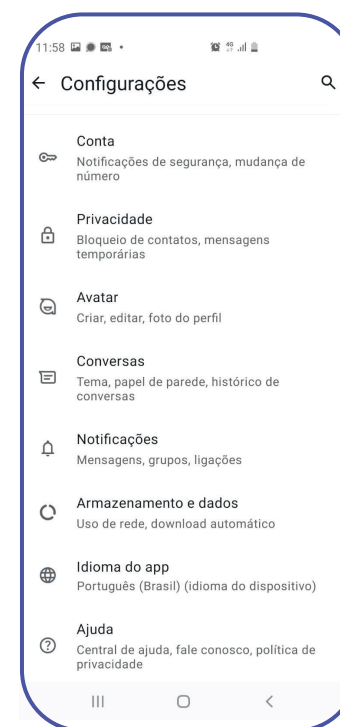 11:58
4G
Configurações
Conta
Notificações de segurança, mudança de
número
Privacidade
Bloqueio de contatos, mensagens
temporárias
Avatar
Criar, editar, foto do perfil
Conversas
Tema, papel de parede, histórico de
conversas
Notificações
Mensagens, grupos, ligações
Armazenamento e dados
Uso de rede, download automático
Idioma do app
Português (Brasil) (idioma do dispositivo)
Ajuda
Central de ajuda, fale conosco, política de
privacidade